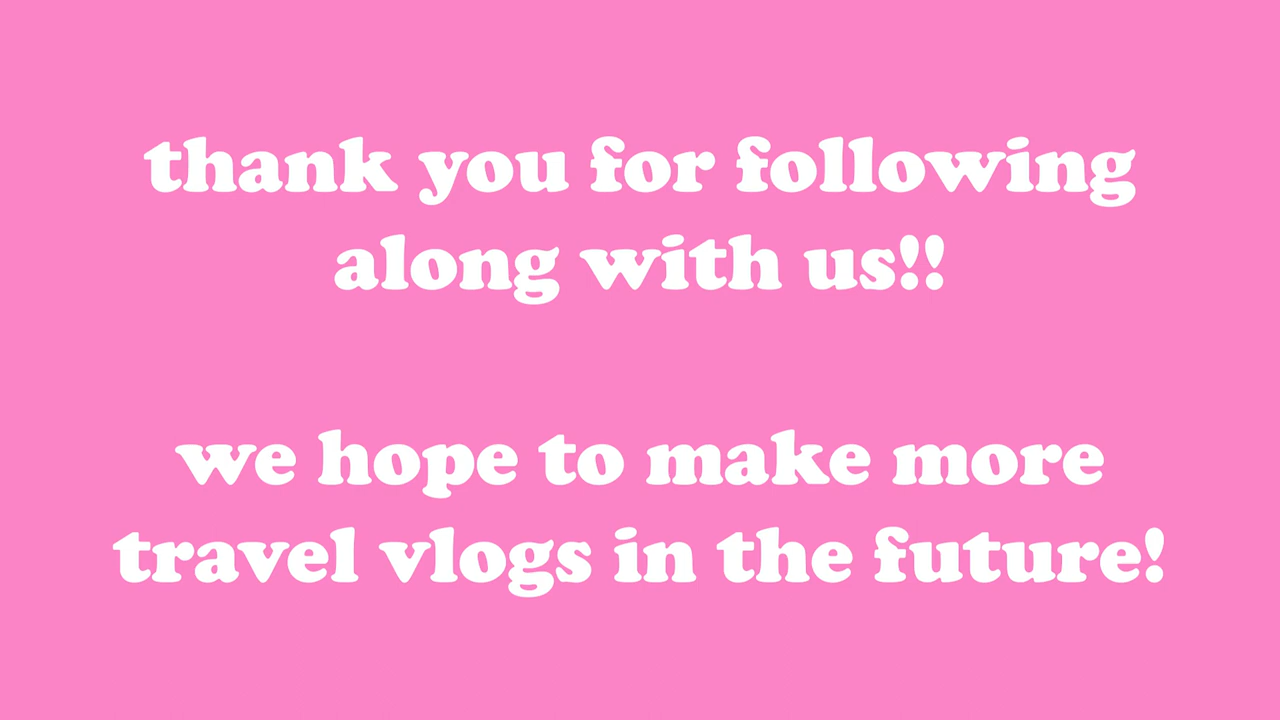 thank you for following
along with us!!
we hope to make more
travel vlogs in the future!